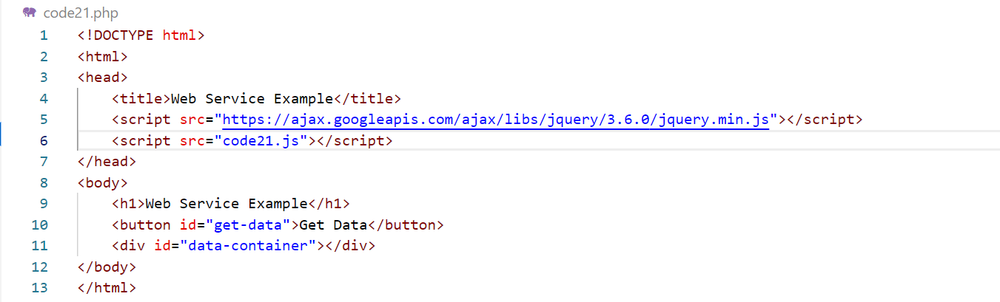 code21.php
1 <!DOCTYPE html>
2 <html>
3 <head>
4     <title>Web Service Example</title>
5     <script src="https://ajax.googleapis.com/ajax/libs/jquery/3.6.0/jquery.min.js"></script>
6     <script src="code21.js"></script>
7 </head>
8 <body>
9     <h1>Web Service Example</h1>
10     <button id="get-data">Get Data</button>
11     <div id="data-container"></div>
12 </body>
13 </html>